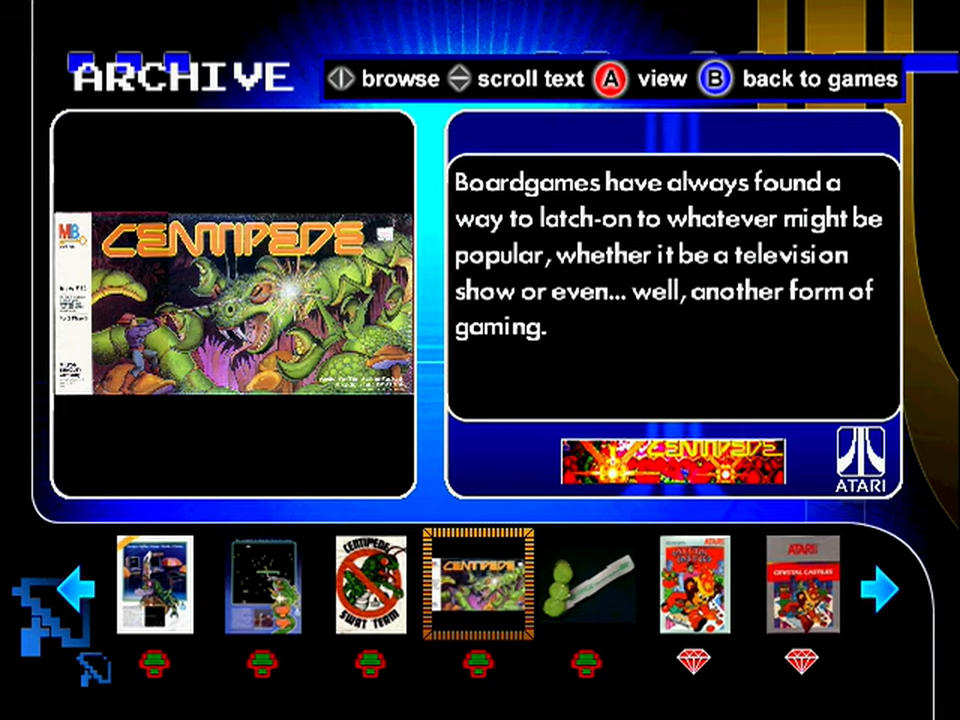 ARCHIVE
browse scroll text A view B back to games
MB
CENTIPEDE
Boardgames have always found a
way to latch-on to whatever might be
popular, whether it be a television
show or even... well, another form of
gaming.
CENTIPEDE
ATARI
CENTIPEDE
SWAT TEAM
CENTIPEDE
ATARI
CRYSTAL CASTLES
ATARI
CRYSTAL CASTLES